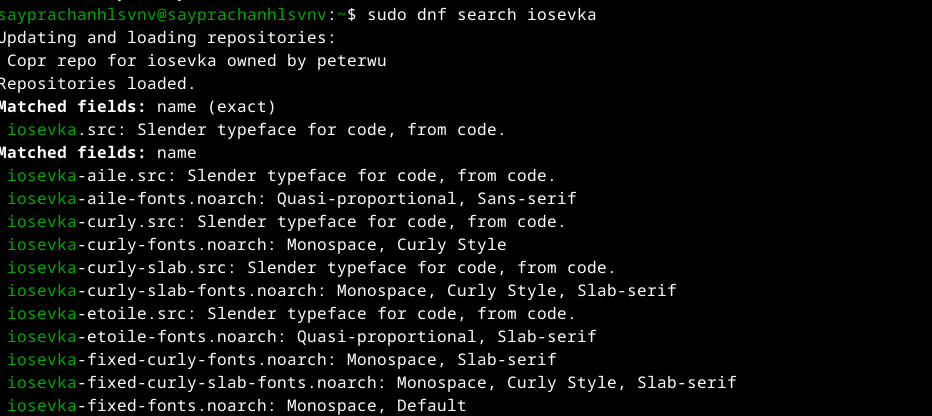 sayprachanhlsvnv@sayprachanhlsvnv:~$ sudo dnf search iosevka
Updating and loading repositories:
Copr repo for iosevka owned by peterwu
Repositories loaded.
Matched fields: name (exact)
iosevka.src: Slender typeface for code, from code.
Matched fields: name
iosevka-aile.src: Slender typeface for code, from code.
iosevka-aile-fonts.noarch: Quasi-proportional, Sans-serif
iosevka-curly.src: Slender typeface for code, from code.
iosevka-curly-fonts.noarch: Monospace, Curly Style
iosevka-curly-slab.src: Slender typeface for code, from code.
iosevka-curly-slab-fonts.noarch: Monospace, Curly Style, Slab-serif
iosevka-etoile.src: Slender typeface for code, from code.
iosevka-etoile-fonts.noarch: Quasi-proportional, Slab-serif
iosevka-fixed-curly-fonts.noarch: Monospace, Slab-serif
iosevka-fixed-curly-slab-fonts.noarch: Monospace, Curly Style, Slab-serif
iosevka-fixed-fonts.noarch: Monospace, Default